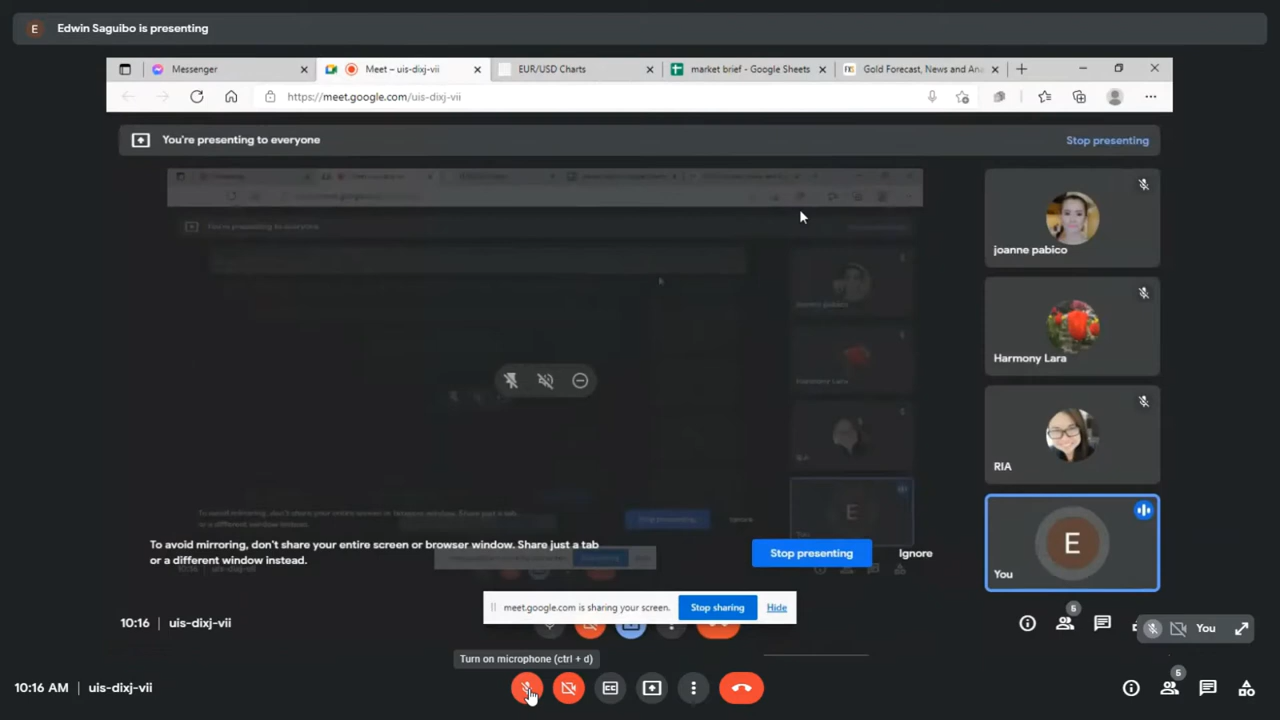 E Edwin Saguibo is presenting
Messenger
Meet – uis-dixj-vii
EUR/USD Charts
market brief - Google Sheets
Gold Forecast, News and Ana
https://meet.google.com/uis-dixj-vii
You're presenting to everyone
Stop presenting
joanne pabico
Harmony Lara
RIA
E
You
To avoid mirroring, don't share your entire screen or browser window. Share just a tab
or a different window instead.
Stop presenting
Ignore
meet.google.com is sharing your screen.
Stop sharing
Hide
10:16 | uis-dixj-vii
5
You
Turn on microphone (ctrl + d)
10:16 AM | uis-dixj-vii
CC
5